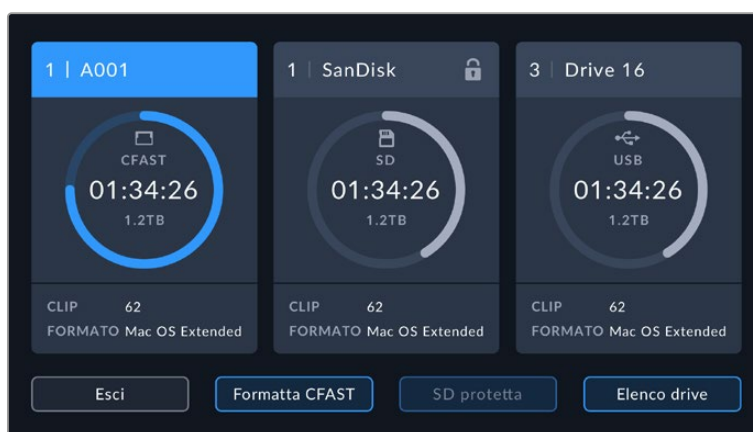 1 | A001
CFAST
01:34:26
1.2TB
CLIP 62
FORMATO Mac OS Extended
1 | SanDisk
SD
01:34:26
1.2TB
CLIP 62
FORMATO Mac OS Extended
3 | Drive 16
USB
01:34:26
1.2TB
CLIP 62
FORMATO Mac OS Extended
Esci
Formatta CFAST
SD protetta
Elenco drive